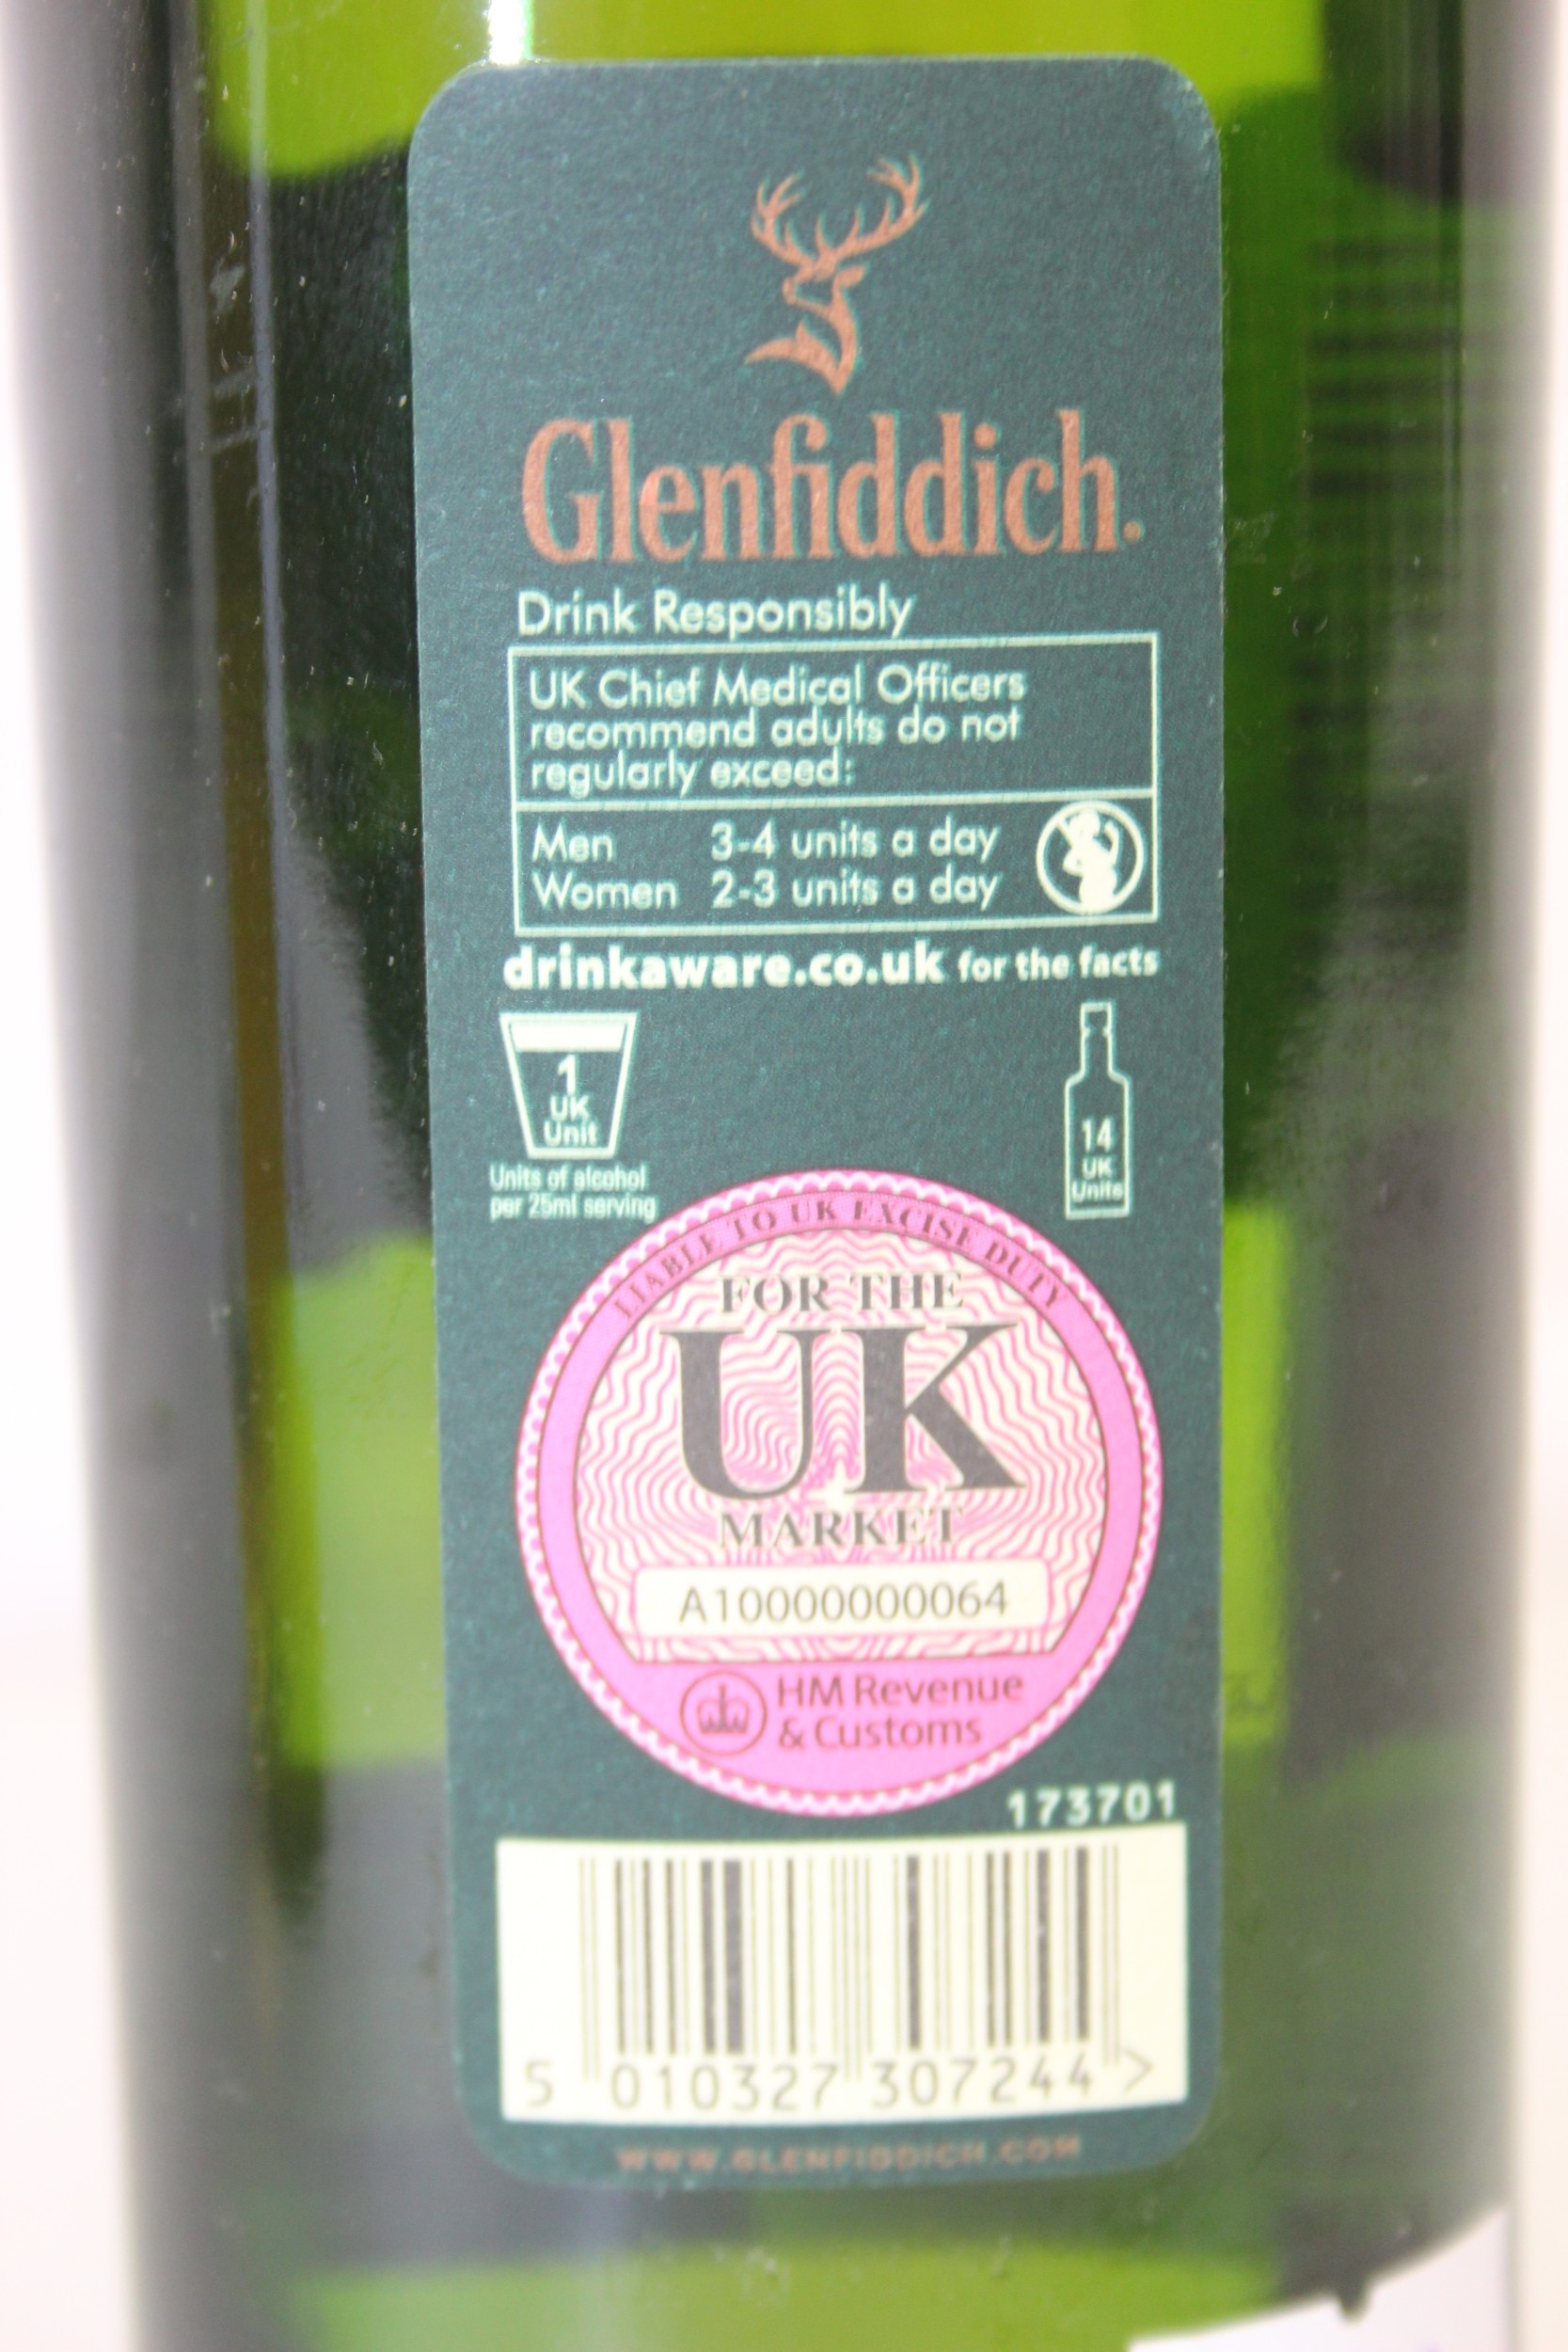 Glenfiddich.
Drink Responsibly
UK Chief Medical Officers
recommend adults do not
regularly exceed:
Men 3-4 units a day
Women 2-3 units a day
drinkaware.co.uk for the facts
1
UK
Unit
Units of alcohol
per 25ml serving
14
UK
Units
LIABLE TO UK EXCISE DUTY
FOR THE
UK
MARKET
A10000000064
HM Revenue
& Customs
173701
5 010327 307244 >
WWW.GLENFIDDICH.COM